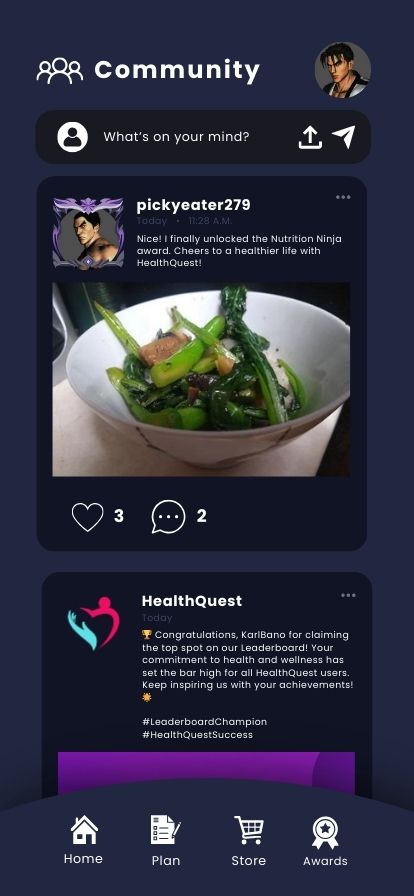 Community
What's on your mind?
pickyeater279
Today • 11:28 A.M.
Nice! I finally unlocked the Nutrition Ninja
award. Cheers to a healthier life with
HealthQuest!
3
2
HealthQuest
Today
🏆 Congratulations, KarlBano for claiming
the top spot on our Leaderboard! Your
commitment to health and wellness has
set the bar high for all HealthQuest users.
Keep inspiring us with your achievements!
🌟
#LeaderboardChampion
#HealthQuestSuccess
Home
Plan
Store
Awards